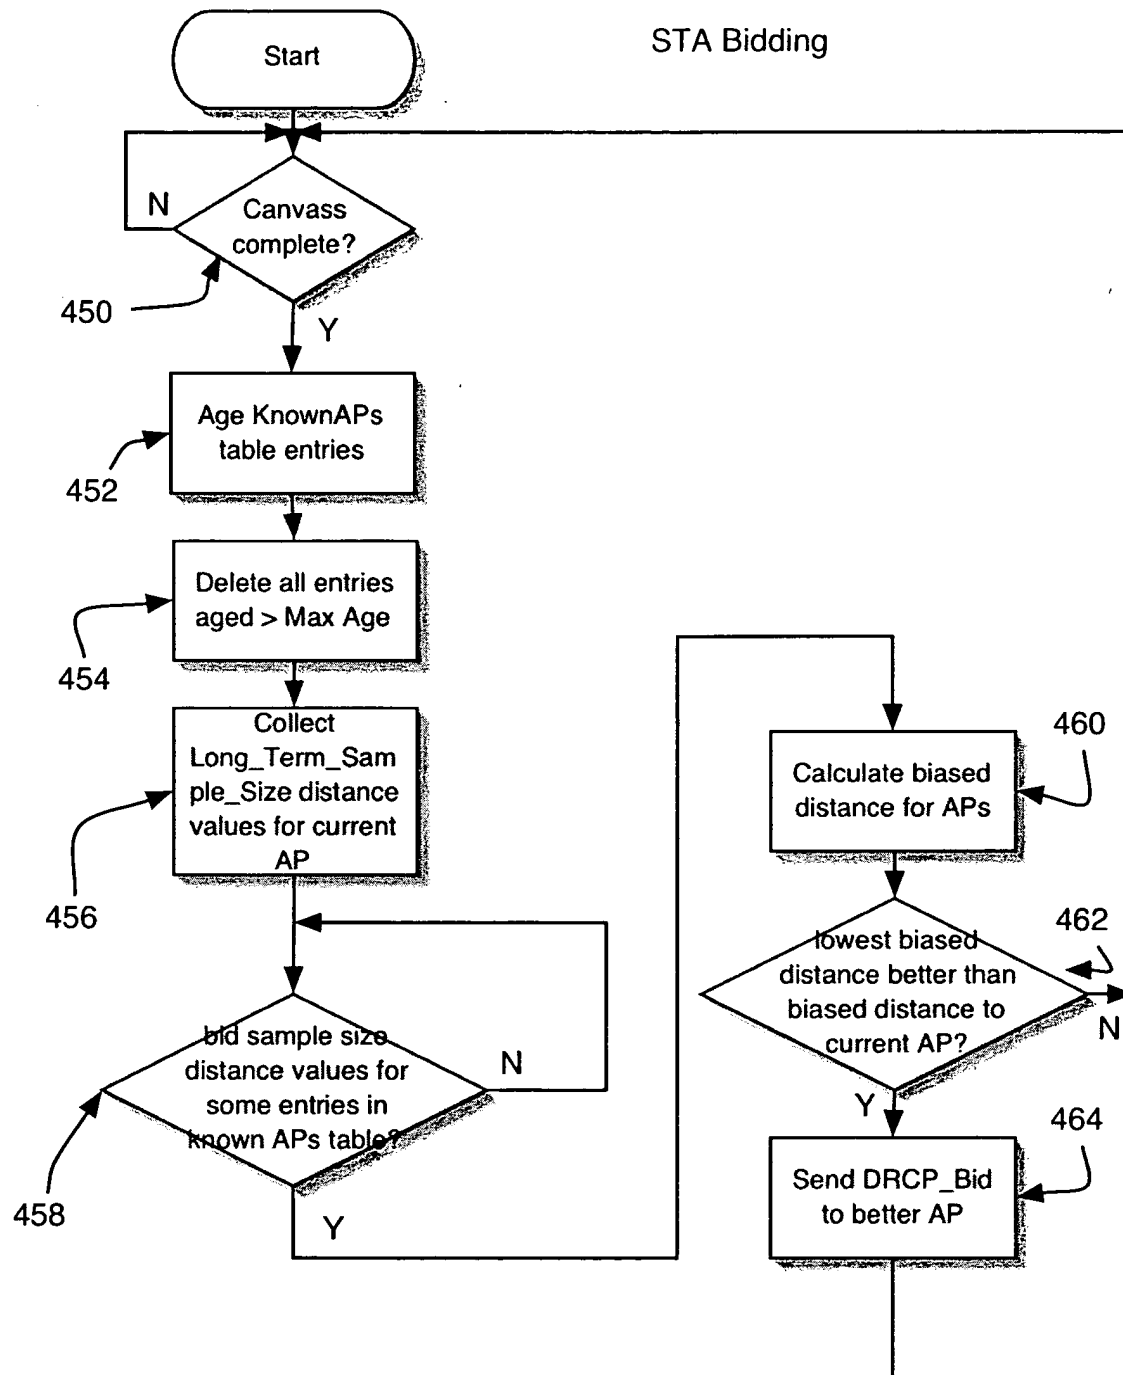 STA Bidding
Start
N
Canvass
complete?
450
Y
Age KnownAPs
table entries
452
Delete all entries
aged > Max Age
454
Collect
Long_Term_Sam
ple_Size distance
values for current
AP
456
bid sample size
distance values for
some entries in
known APs table?
N
458
Y
460
Calculate biased
distance for APs
462
lowest biased
distance better than
biased distance to
current AP?
N
Y
464
Send DRCP_Bid
to better AP